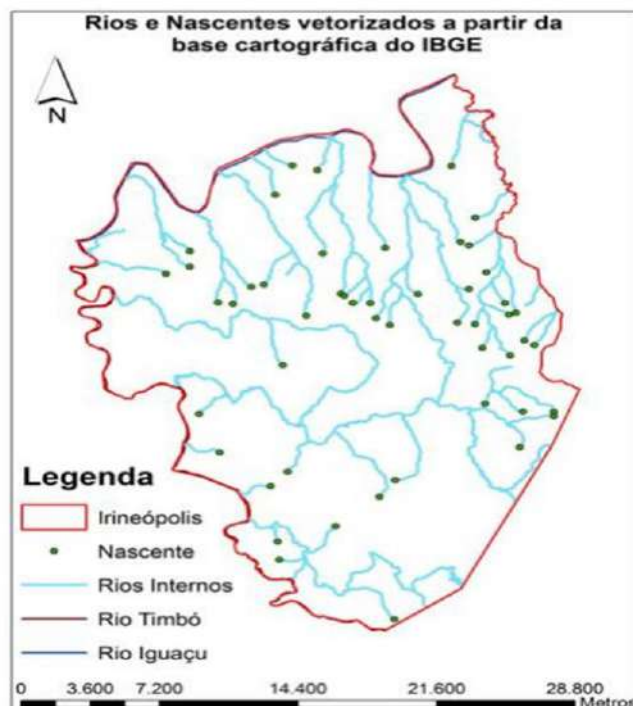 Rios e Nascentes vetorizados a partir da
base cartográfica do IBGE
N
Legenda
Irineópolis
Nascente
Rios Internos
Rio Timbó
Rio Iguaçu
0 3.600 7.200 14.400 21.600 28.800
Metros